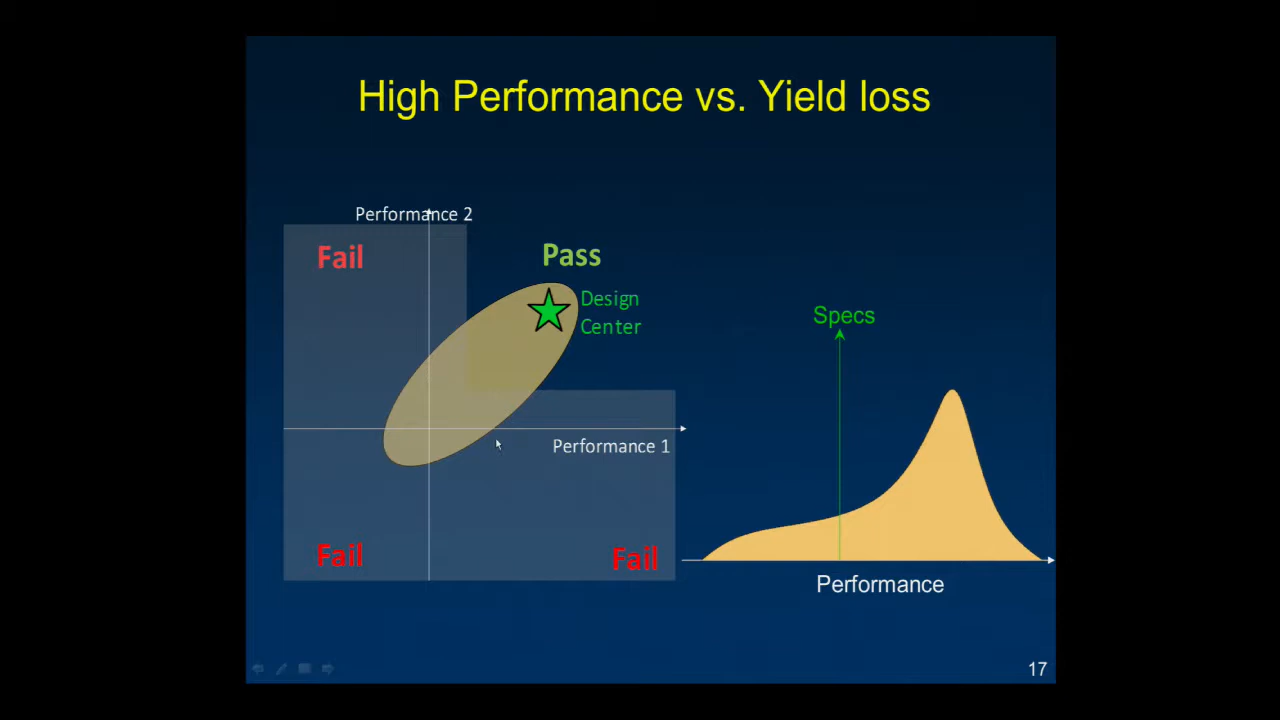 High Performance vs. Yield loss
Performance 2
Fail
Pass
Design
Center
Specs
Performance 1
Fail
Fail
Performance
17